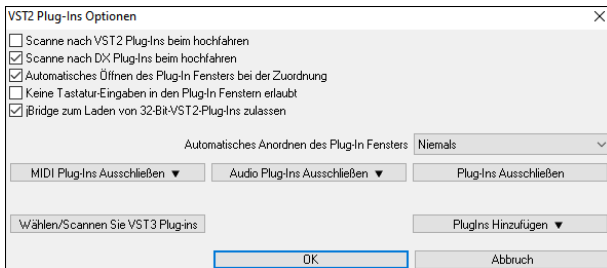 VST2 Plug-Ins Optionen
Scanne nach VST2 Plug-Ins beim hochfahren
Scanne nach DX Plug-Ins beim hochfahren
Automatisches Öffnen des Plug-In Fensters bei der Zuordnung
Keine Tastatur-Eingaben in den Plug-In Fenstern erlaubt
jBridge zum Laden von 32-Bit-VST2-Plug-Ins zulassen
Automatisches Anordnen des Plug-In Fensters Niemals
MIDI Plug-Ins Ausschließen ▼ Audio Plug-Ins Ausschließen ▼ Plug-Ins Ausschließen
Wählen/Scannen Sie VST3 Plug-ins PlugIns Hinzufügen ▼
OK Abbruch